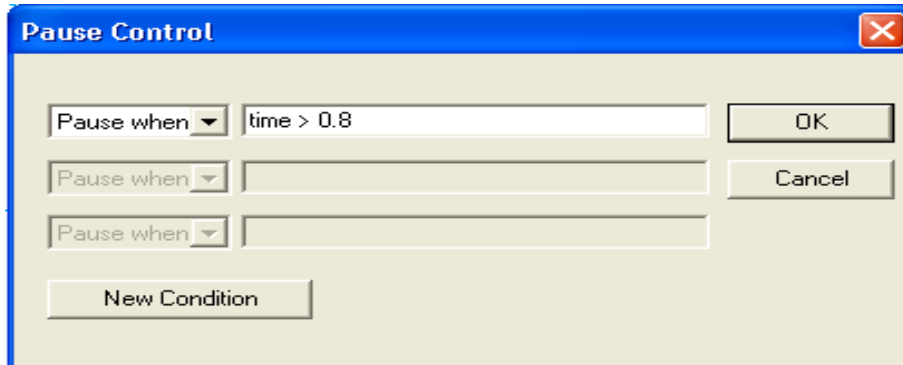 Pause Control
Pause when time > 0.8 OK
Pause when Cancel
Pause when
New Condition